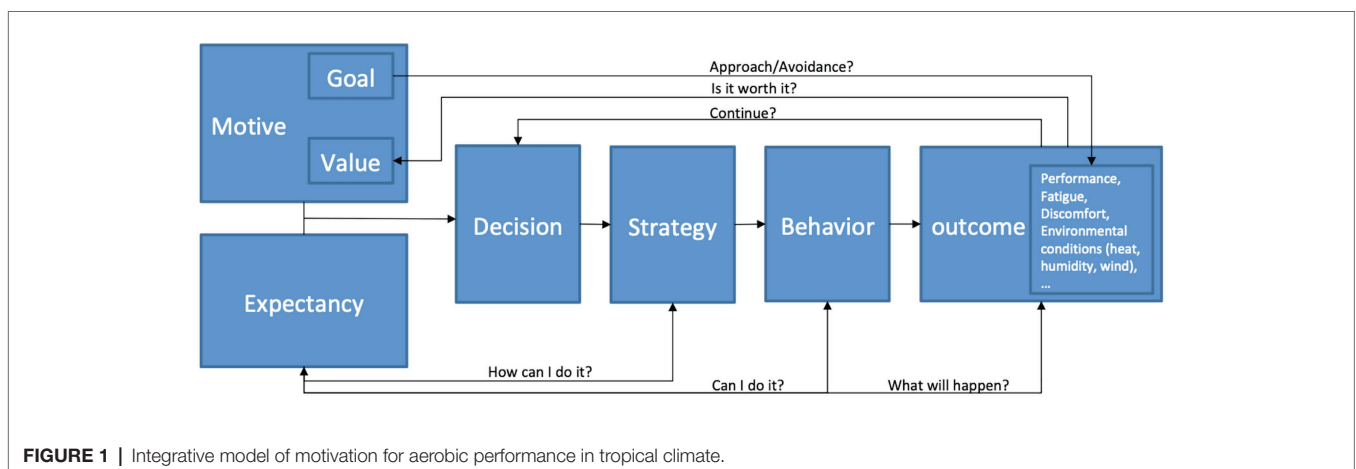 Goal
Motive
Value
Expectancy
Approach/Avoidance?
Is it worth it?
Continue?
Decision
Strategy
Behavior
outcome
Performance,
Fatigue,
Discomfort,
Environmental
conditions (heat,
humidity, wind),
...
How can I do it?
Can I do it?
What will happen?
FIGURE 1 | Integrative model of motivation for aerobic performance in tropical climate.